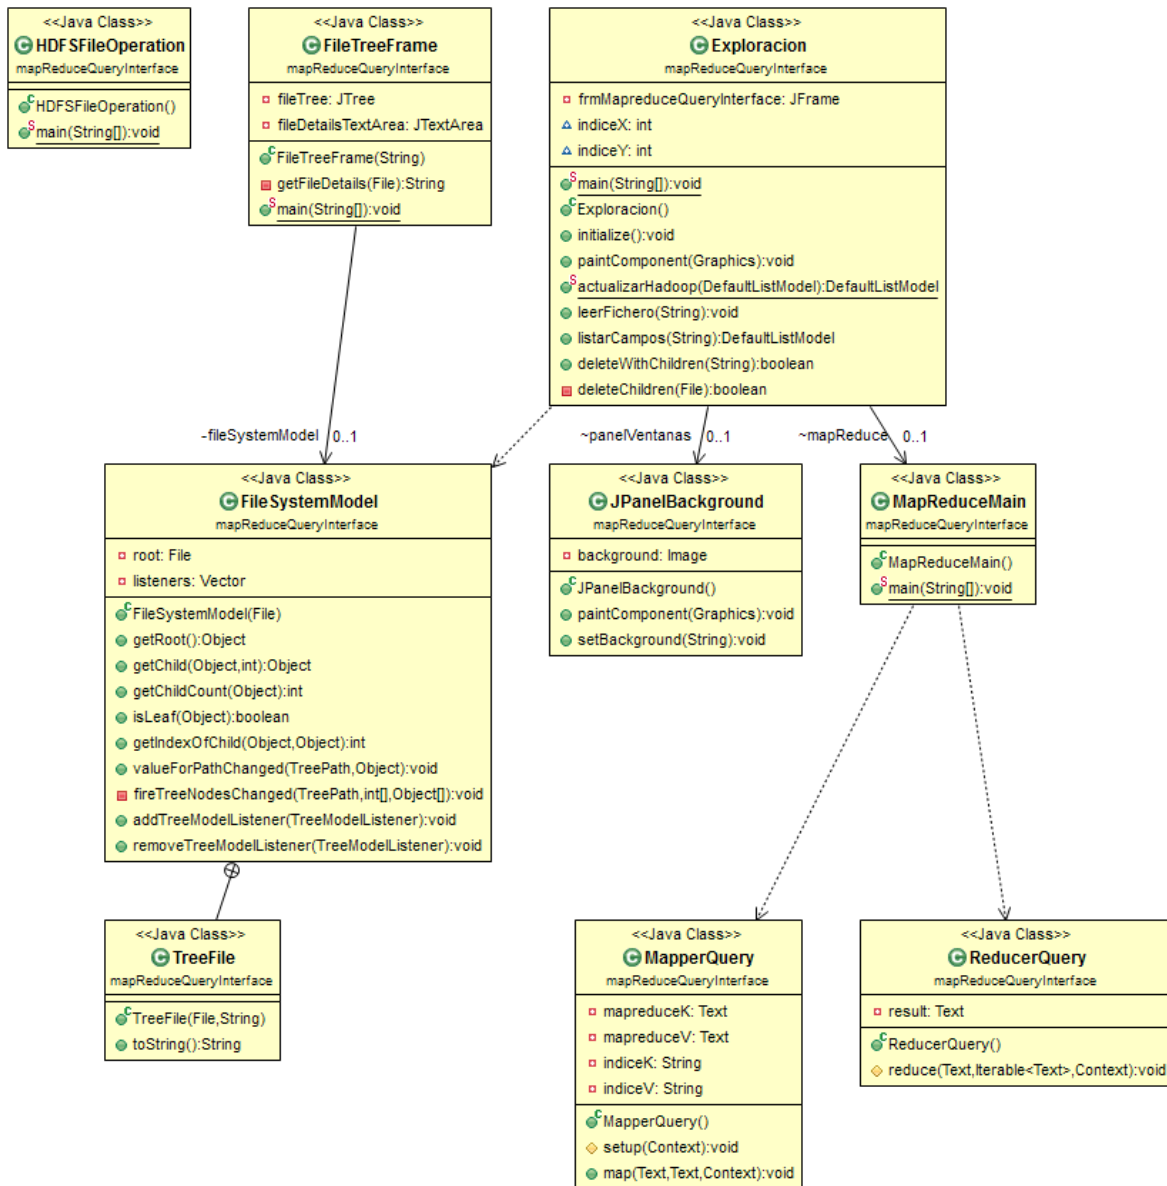 <<Java Class>>
HDFSFileOperation
mapReduceQueryInterface
HDFSFileOperation()
main(String[]):void
<<Java Class>>
FileTreeFrame
mapReduceQueryInterface
fileTree: JTree
fileDetailsTextArea: JTextArea
FileTreeFrame(String)
getFileDetails(File):String
main(String[]):void
<<Java Class>>
Exploracion
mapReduceQueryInterface
frmMapreduceQueryInterface: JFrame
indiceX: int
indiceY: int
main(String[]):void
Exploracion()
initialize():void
paintComponent(Graphics):void
actualizarHadoop(DefaultListModel):DefaultListModel
leerFichero(String):void
listarCampos(String):DefaultListModel
deleteWithChildren(String):boolean
deleteChildren(File):boolean
-fileSystemModel 0..1
~panelVentanas 0..1
~mapReduce 0..1
<<Java Class>>
FileSystemModel
mapReduceQueryInterface
root: File
listeners: Vector
FileSystemModel(File)
getRoot():Object
getChild(Object,int):Object
getChildCount(Object):int
isLeaf(Object):boolean
getIndexOfChild(Object,Object):int
valueForPathChanged(TreePath,Object):void
fireTreeNodesChanged(TreePath,int[],Object[]):void
addTreeModelListener(TreeModelListener):void
removeTreeModelListener(TreeModelListener):void
<<Java Class>>
JPanelBackground
mapReduceQueryInterface
background: Image
JPanelBackground()
paintComponent(Graphics):void
setBackground(String):void
<<Java Class>>
MapReduceMain
mapReduceQueryInterface
MapReduceMain()
main(String[]):void
<<Java Class>>
TreeFile
mapReduceQueryInterface
TreeFile(File,String)
toString():String
<<Java Class>>
MapperQuery
mapReduceQueryInterface
mapreduceK: Text
mapreduceV: Text
indiceK: String
indiceV: String
MapperQuery()
setup(Context):void
map(Text,Text,Context):void
<<Java Class>>
ReducerQuery
mapReduceQueryInterface
result: Text
ReducerQuery()
reduce(Text,Iterable<Text>,Context):void